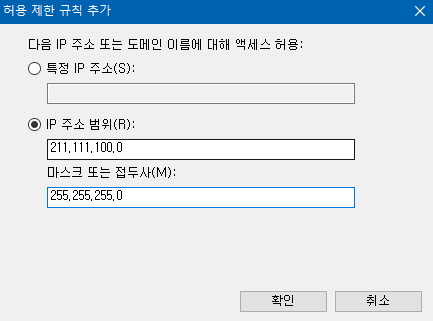 허용 제한 규칙 추가
다음 IP 주소 또는 도메인 이름에 대해 액세스 허용:
특정 IP 주소(S):
IP 주소 범위(R):
211,111,100,0
마스크 또는 접두사(M):
255,255,255,0
확인
취소